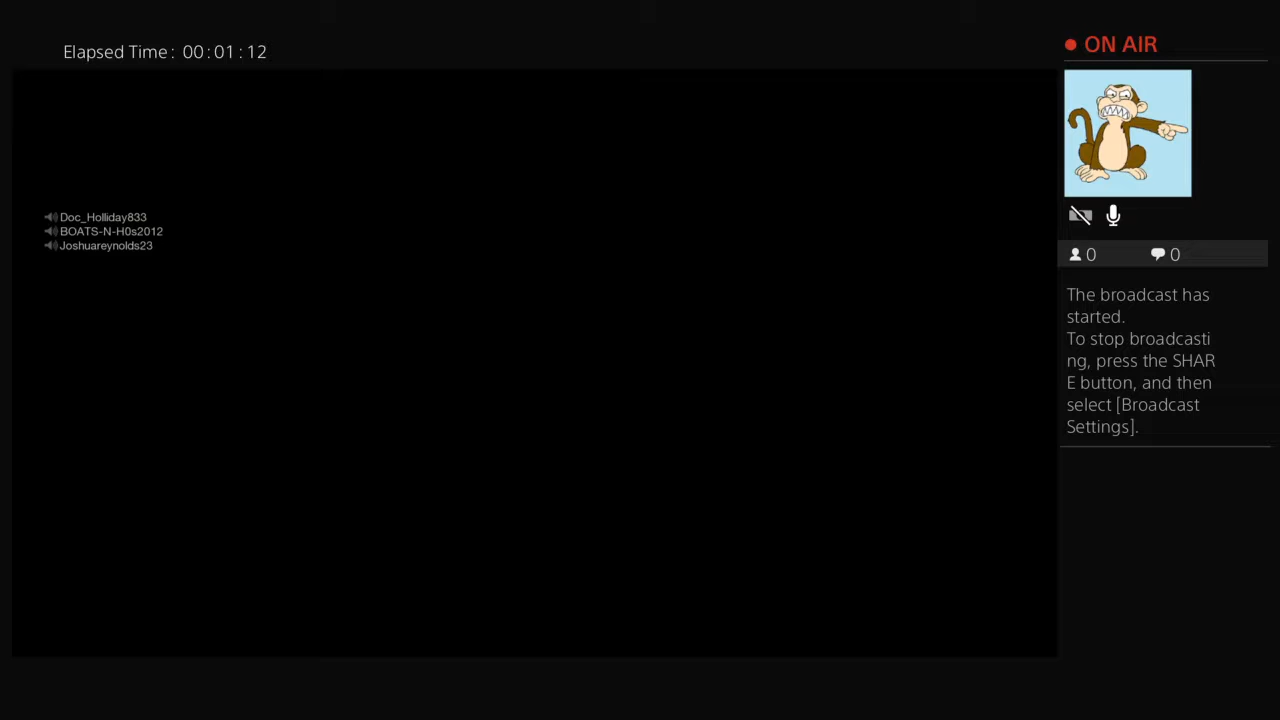 Elapsed Time: 00:01:12
ON AIR
Doc_Holliday833
BOATS-N-H0s2012
Joshuareynolds23
0 0
The broadcast has
started.
To stop broadcasti
ng, press the SHAR
E button, and then
select [Broadcast
Settings].